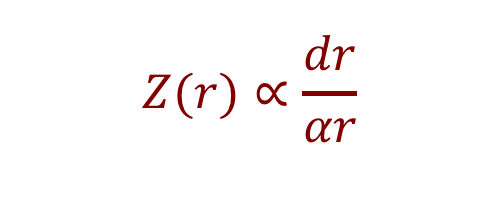 Z(r) ∝ dr/αr